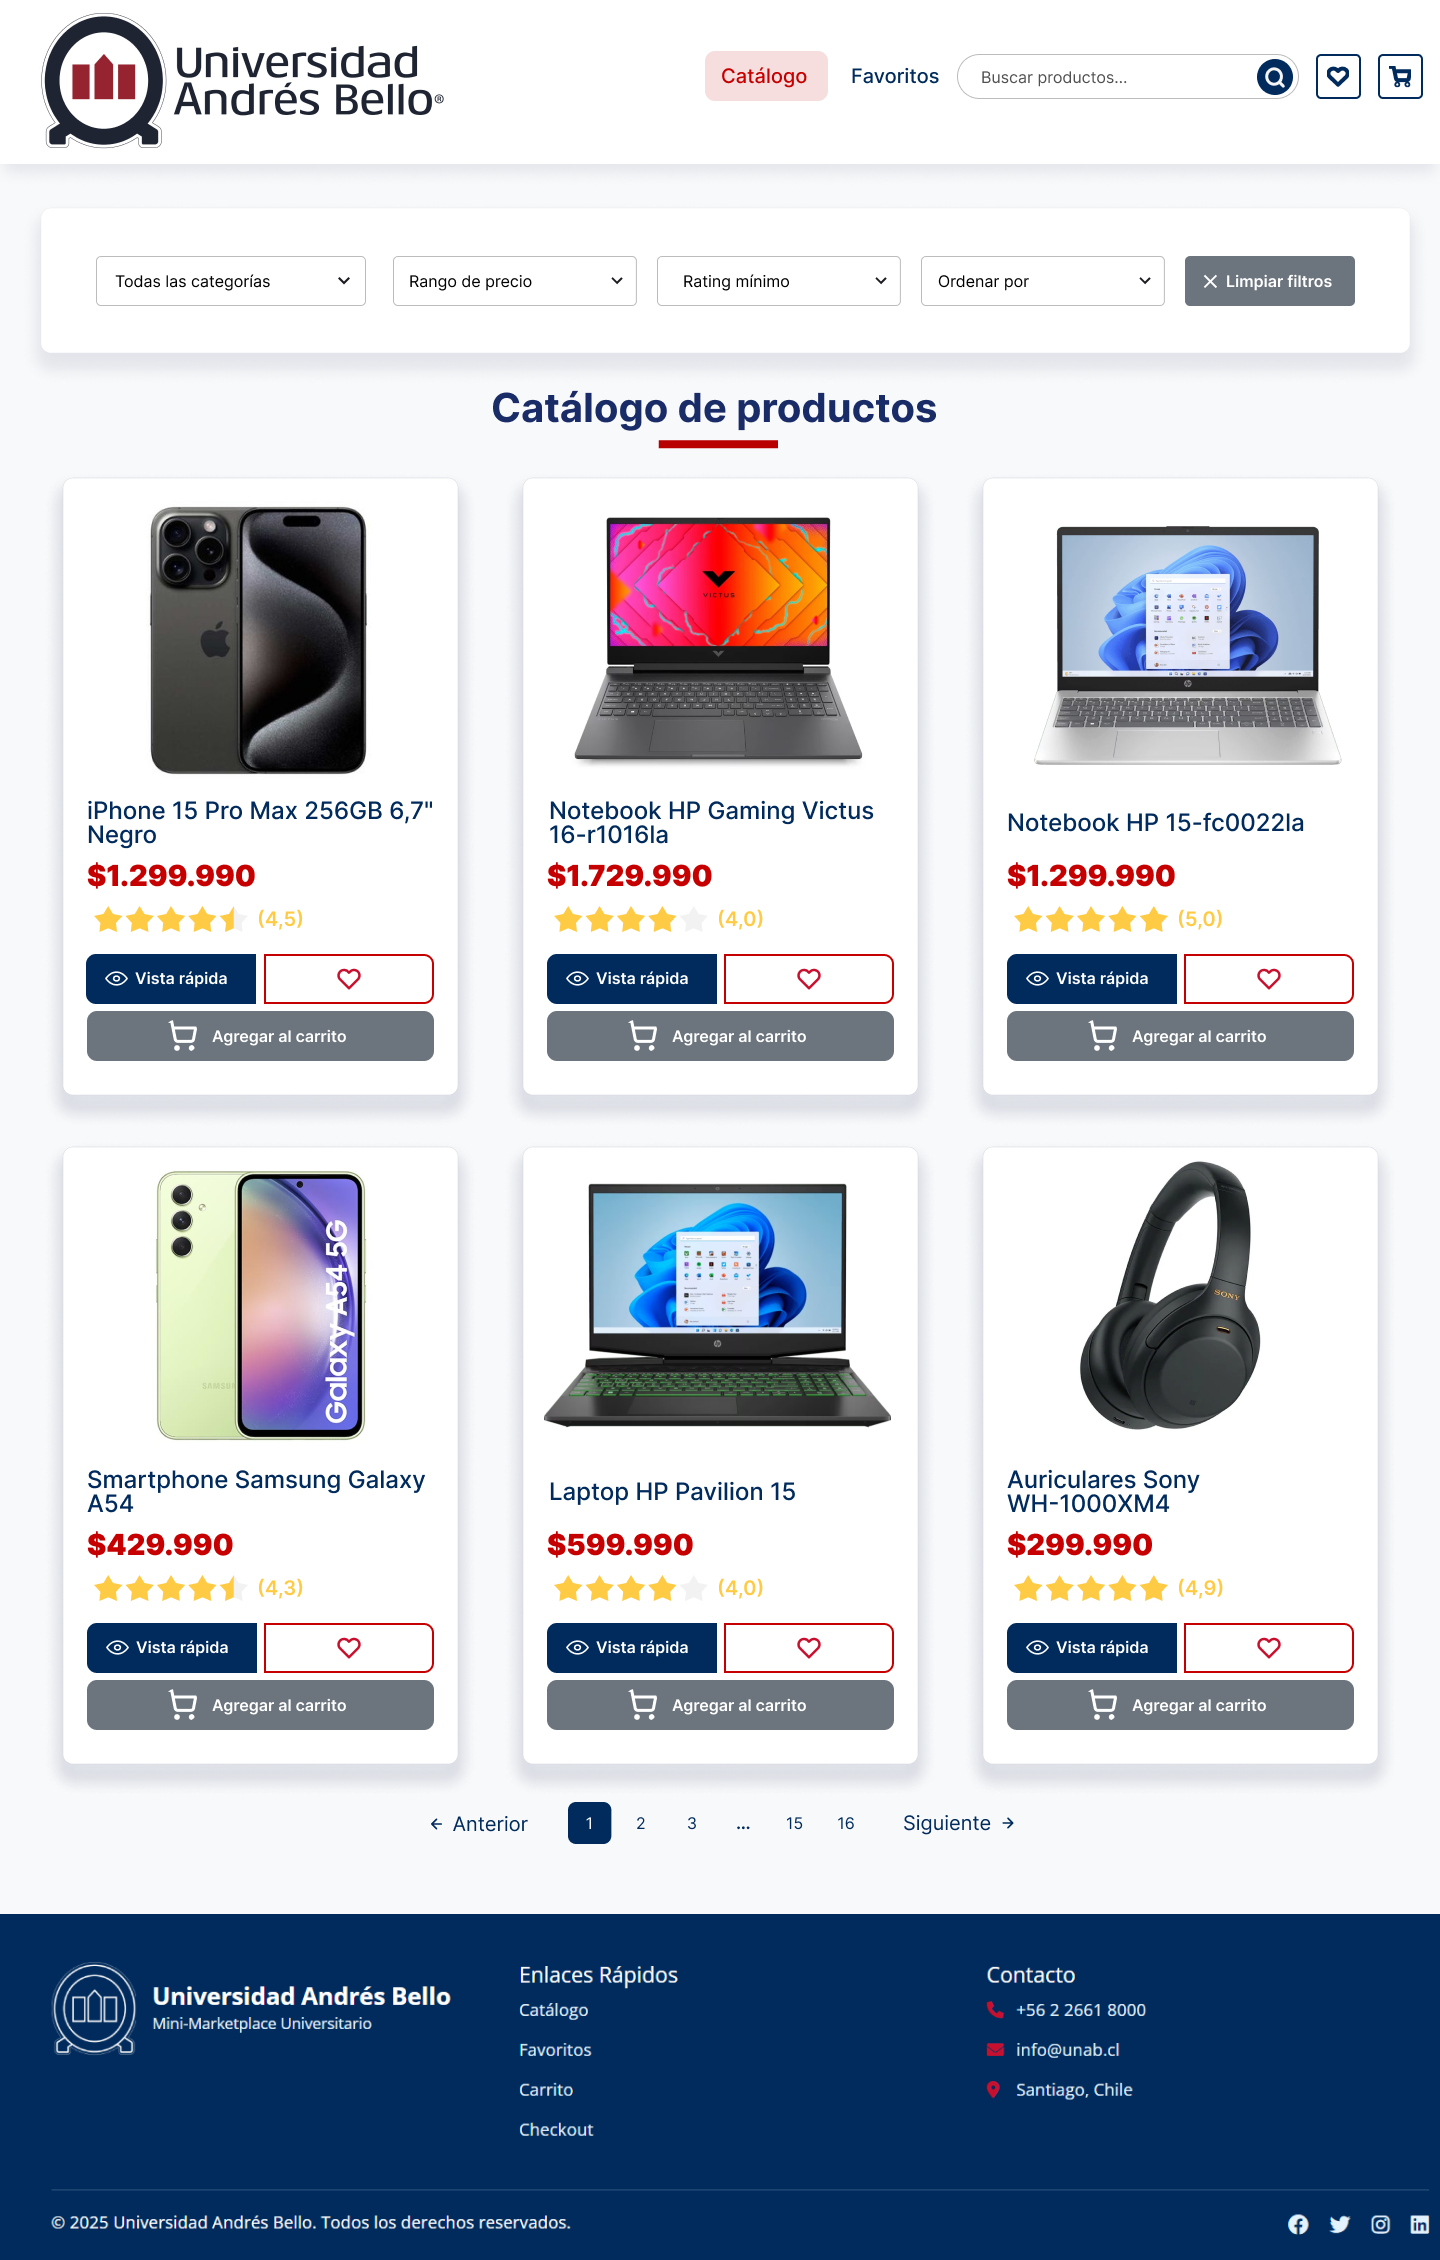 Universidad
Andrés Bello®
Catálogo
Favoritos
Buscar productos...
Todas las categorías
Rango de precio
Rating mínimo
Ordenar por
Limpiar filtros
Catálogo de productos
VICTUS
iPhone 15 Pro Max 256GB 6,7"
Negro
$1.299.990
(4,5)
Vista rápida
Agregar al carrito
Notebook HP Gaming Victus
16-r1016la
$1.729.990
(4,0)
Vista rápida
Agregar al carrito
Notebook HP 15-fc0022la
$1.299.990
(5,0)
Vista rápida
Agregar al carrito
SAMSUNG
Galaxy A54 5G
Smartphone Samsung Galaxy
A54
$429.990
(4,3)
Vista rápida
Agregar al carrito
hp
Laptop HP Pavilion 15
$599.990
(4,0)
Vista rápida
Agregar al carrito
SONY
Auriculares Sony
WH-1000XM4
$299.990
(4,9)
Vista rápida
Agregar al carrito
Anterior
1
2
3
...
15
16
Siguiente
Universidad Andrés Bello
Mini-Marketplace Universitario
Enlaces Rápidos
Catálogo
Favoritos
Carrito
Checkout
Contacto
+56 2 2661 8000
info@unab.cl
Santiago, Chile
© 2025 Universidad Andrés Bello. Todos los derechos reservados.